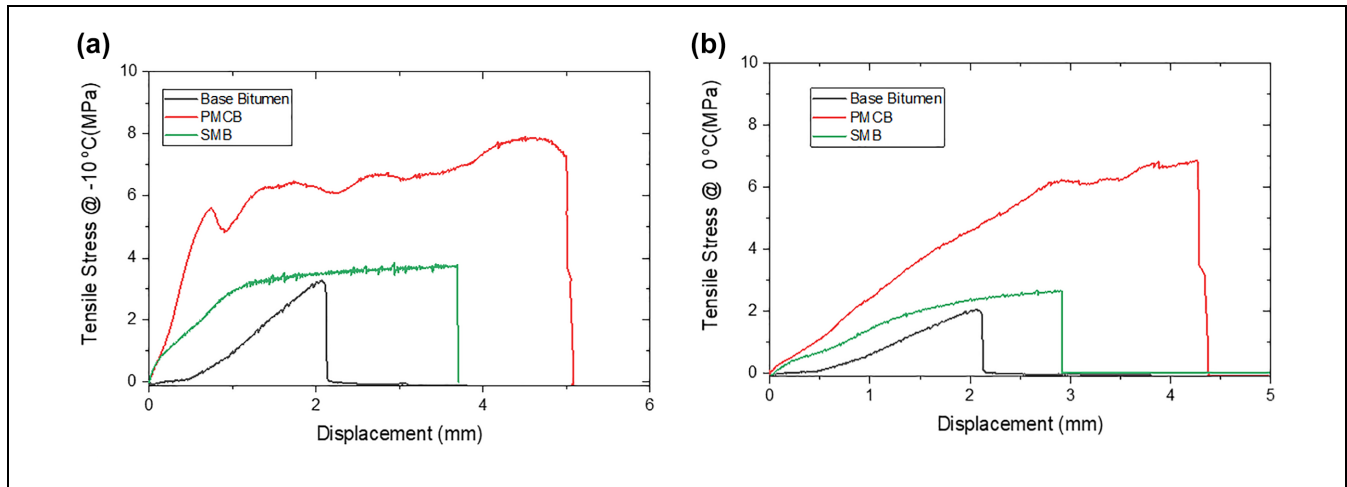 (a)
10
8
6
4
2
0
Tensile Stress @ -10 ºC(MPa)
Base Bitumen
PMCB
SMB
0 2 4 6
Displacement (mm)
(b)
10
8
6
4
2
0
Tensile Stress @ 0 ºC(MPa)
Base Bitumen
PMCB
SMB
0 1 2 3 4 5
Displacement (mm)